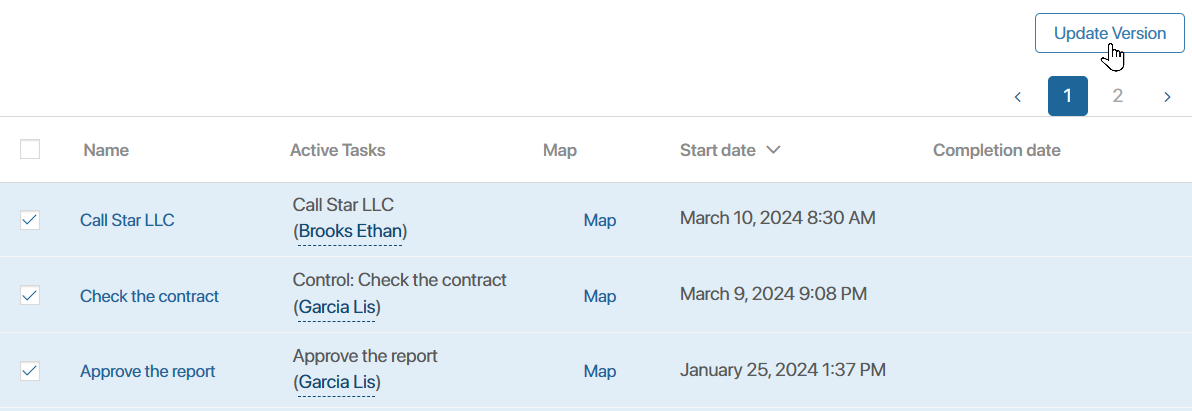 Update Version
1 2
Name Active Tasks Map Start date Completion date
Call Star LLC
Call Star LLC
(Brooks Ethan)
Map
March 10, 2024 8:30 AM
Check the contract
Control: Check the contract
(Garcia Lis)
Map
March 9, 2024 9:08 PM
Approve the report
Approve the report
(Garcia Lis)
Map
January 25, 2024 1:37 PM